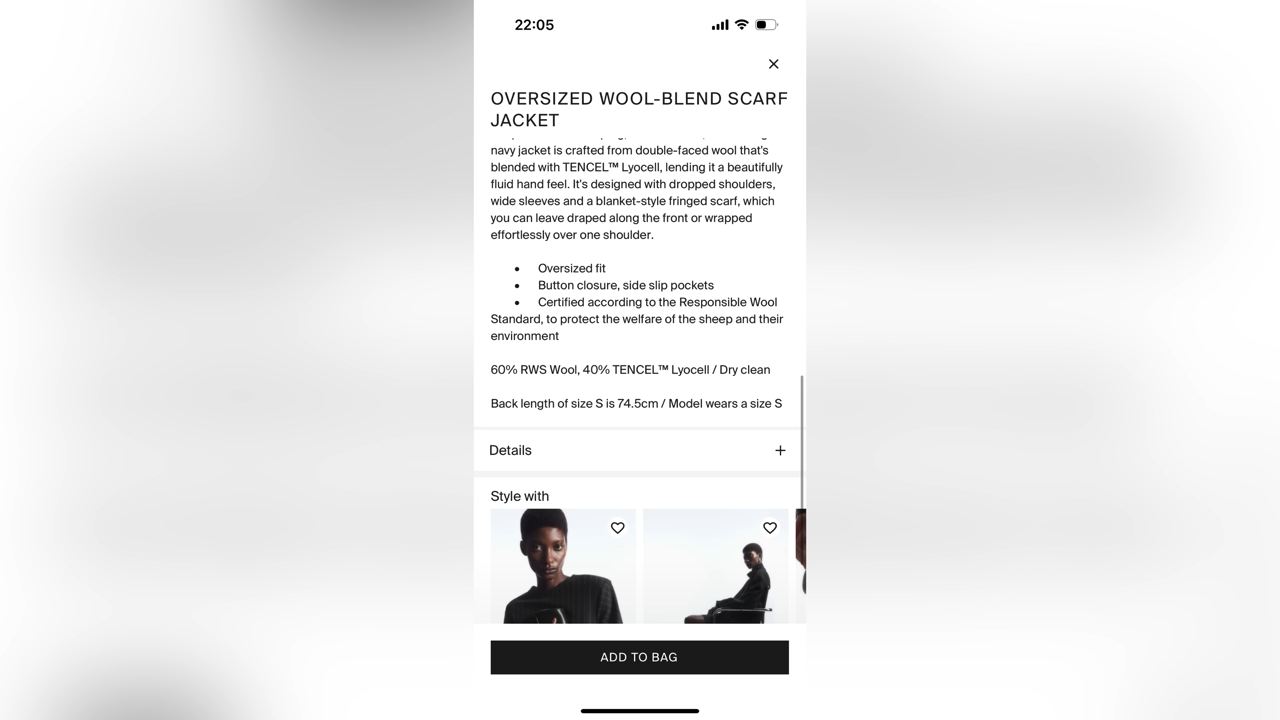 22:05
OVERSIZED WOOL-BLEND SCARF
JACKET
navy jacket is crafted from double-faced wool that's
blended with TENCEL™ Lyocell, lending it a beautifully
fluid hand feel. It's designed with dropped shoulders,
wide sleeves and a blanket-style fringed scarf, which
you can leave draped along the front or wrapped
effortlessly over one shoulder.
• Oversized fit
• Button closure, side slip pockets
• Certified according to the Responsible Wool
Standard, to protect the welfare of the sheep and their
environment
60% RWS Wool, 40% TENCEL™ Lyocell / Dry clean
Back length of size S is 74.5cm / Model wears a size S
Details
Style with
ADD TO BAG